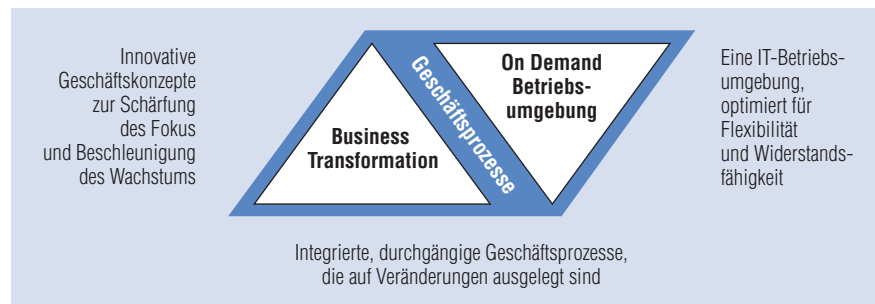 Innovative
Geschäftskonzepte
zur Schärfung
des Fokus
und Beschleunigung
des Wachstums
Business
Transformation
Geschäftsprozesse
On Demand
Betriebs-
umgebung
Eine IT-Betriebs-
umgebung,
optimiert für
Flexibilität
und Widerstands-
fähigkeit
Integrierte, durchgängige Geschäftsprozesse,
die auf Veränderungen ausgelegt sind